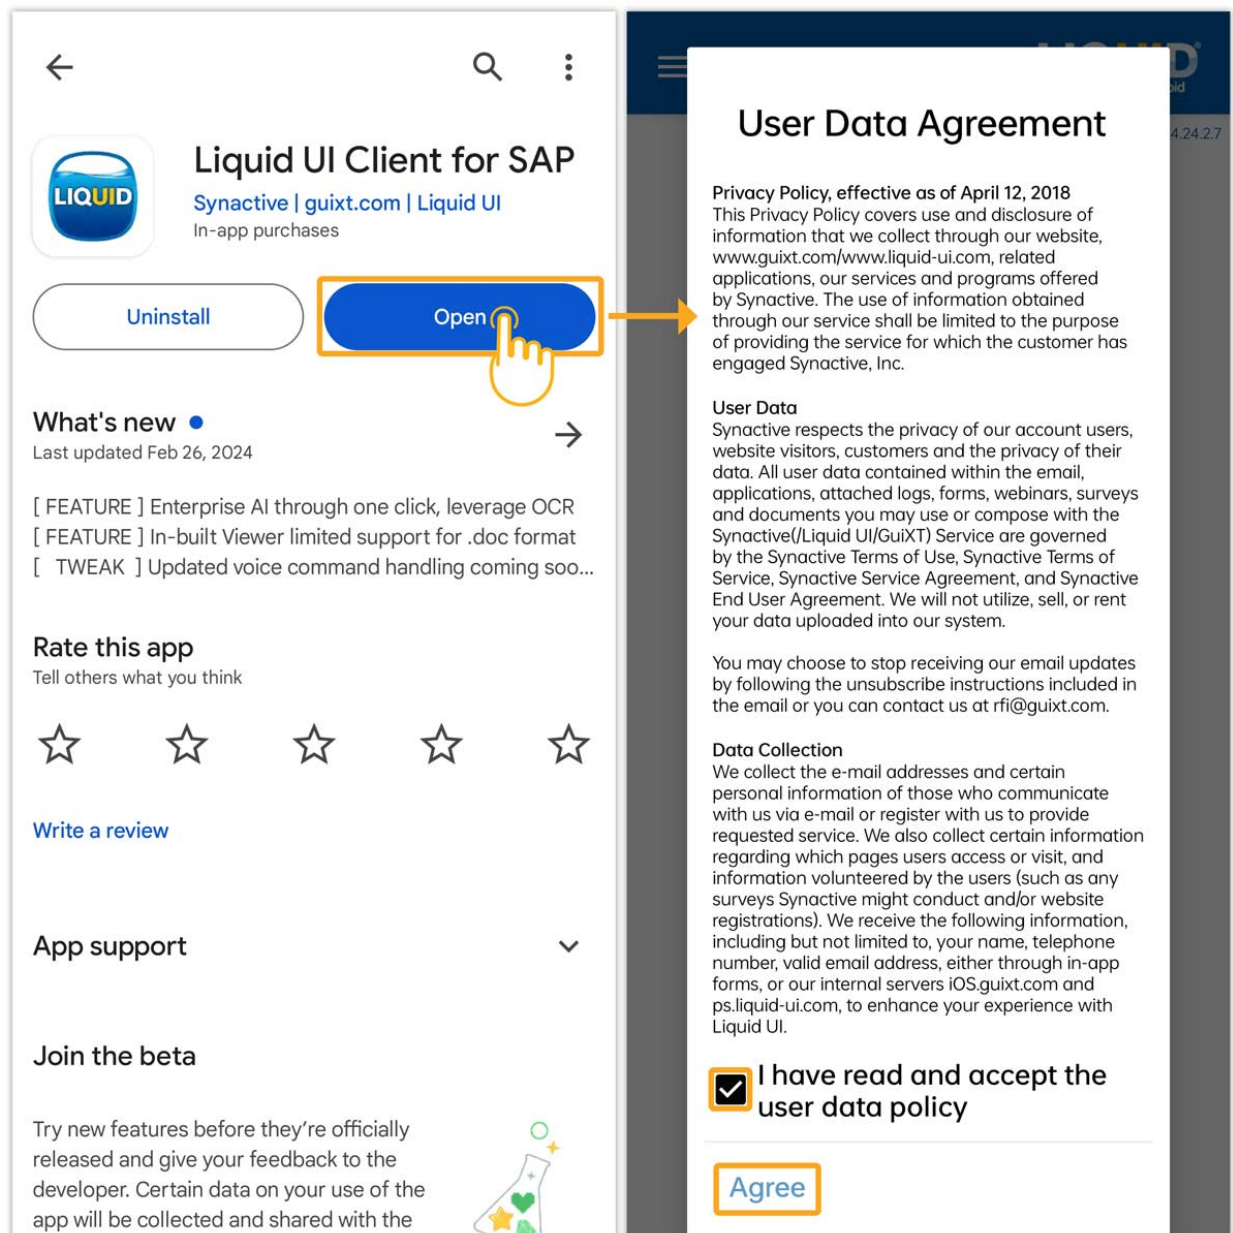 Liquid UI Client for SAP
LIQUID
Synactive | guixt.com | Liquid UI
In-app purchases
Uninstall
Open
What's new
Last updated Feb 26, 2024
[ FEATURE ] Enterprise AI through one click, leverage OCR
[ FEATURE ] In-built Viewer limited support for .doc format
[ TWEAK ] Updated voice command handling coming soo...
Rate this app
Tell others what you think
Write a review
App support
Join the beta
Try new features before they're officially
released and give your feedback to the
developer. Certain data on your use of the
app will be collected and shared with the
4.24.2.7
User Data Agreement
Privacy Policy, effective as of April 12, 2018
This Privacy Policy covers use and disclosure of
information that we collect through our website,
www.guixt.com/www.liquid-ui.com, related
applications, our services and programs offered
by Synactive. The use of information obtained
through our service shall be limited to the purpose
of providing the service for which the customer has
engaged Synactive, Inc.
User Data
Synactive respects the privacy of our account users,
website visitors, customers and the privacy of their
data. All user data contained within the email,
applications, attached logs, forms, webinars, surveys
and documents you may use or compose with the
Synactive(/Liquid UI/GuiXT) Service are governed
by the Synactive Terms of Use, Synactive Terms of
Service, Synactive Service Agreement, and Synactive
End User Agreement. We will not utilize, sell, or rent
your data uploaded into our system.
You may choose to stop receiving our email updates
by following the unsubscribe instructions included in
the email or you can contact us at rfi@guixt.com.
Data Collection
We collect the e-mail addresses and certain
personal information of those who communicate
with us via e-mail or register with us to provide
requested service. We also collect certain information
regarding which pages users access or visit, and
information volunteered by the users (such as any
surveys Synactive might conduct and/or website
registrations). We receive the following information,
including but not limited to, your name, telephone
number, valid email address, either through in-app
forms, or our internal servers iOS.guixt.com and
ps.liquid-ui.com, to enhance your experience with
Liquid UI.
I have read and accept the
user data policy
Agree